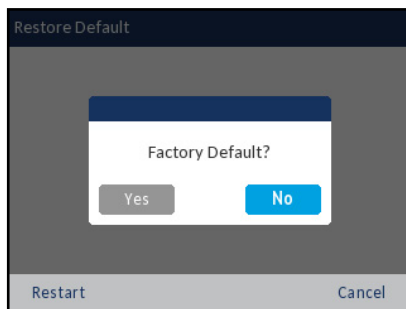 Restore Default
Factory Default?
Yes No
Restart Cancel